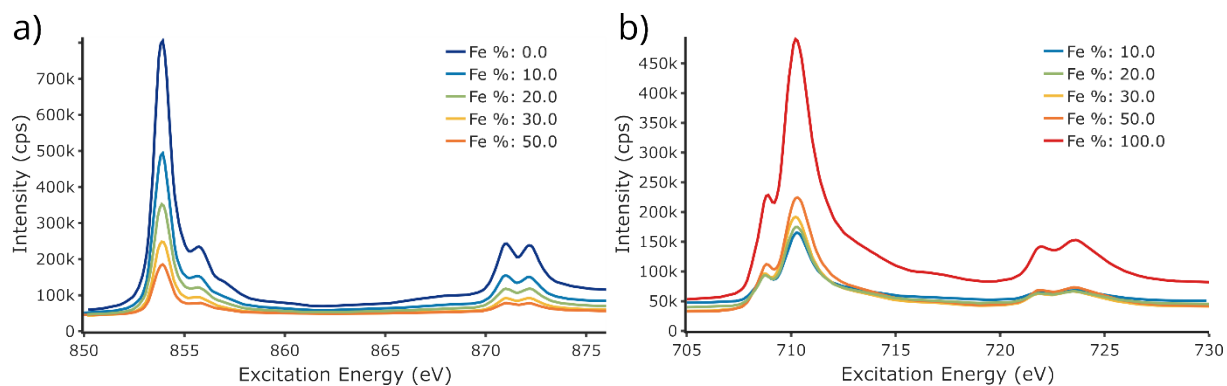 a)
Intensity (cps)
700k
600k
500k
400k
300k
200k
100k
0
850
855
860
865
870
875
Excitation Energy (eV)
Fe %: 0.0
Fe %: 10.0
Fe %: 20.0
Fe %: 30.0
Fe %: 50.0
b)
Intensity (cps)
450k
400k
350k
300k
250k
200k
150k
100k
50k
0
705
710
715
720
725
730
Excitation Energy (eV)
Fe %: 10.0
Fe %: 20.0
Fe %: 30.0
Fe %: 50.0
Fe %: 100.0